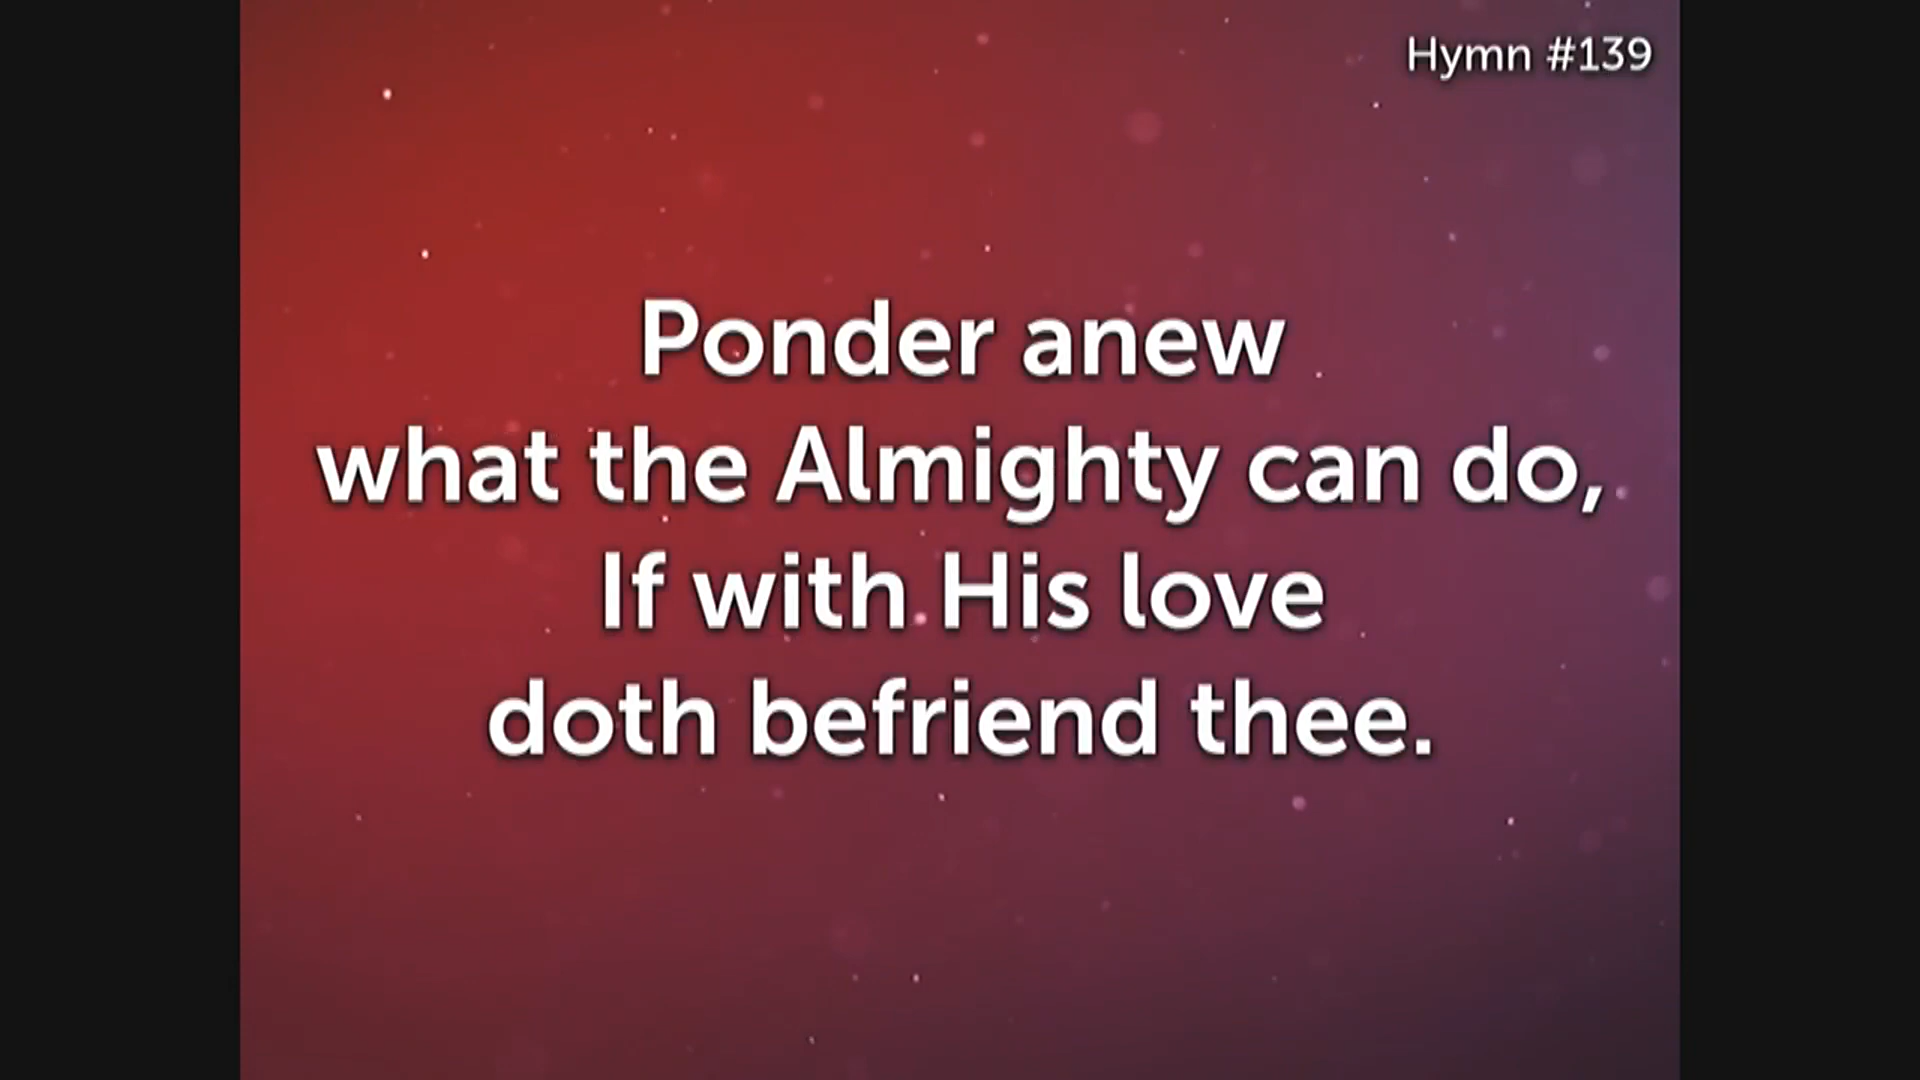 Hymn #139
Ponder anew
what the Almighty can do,
If with His love
doth befriend thee.